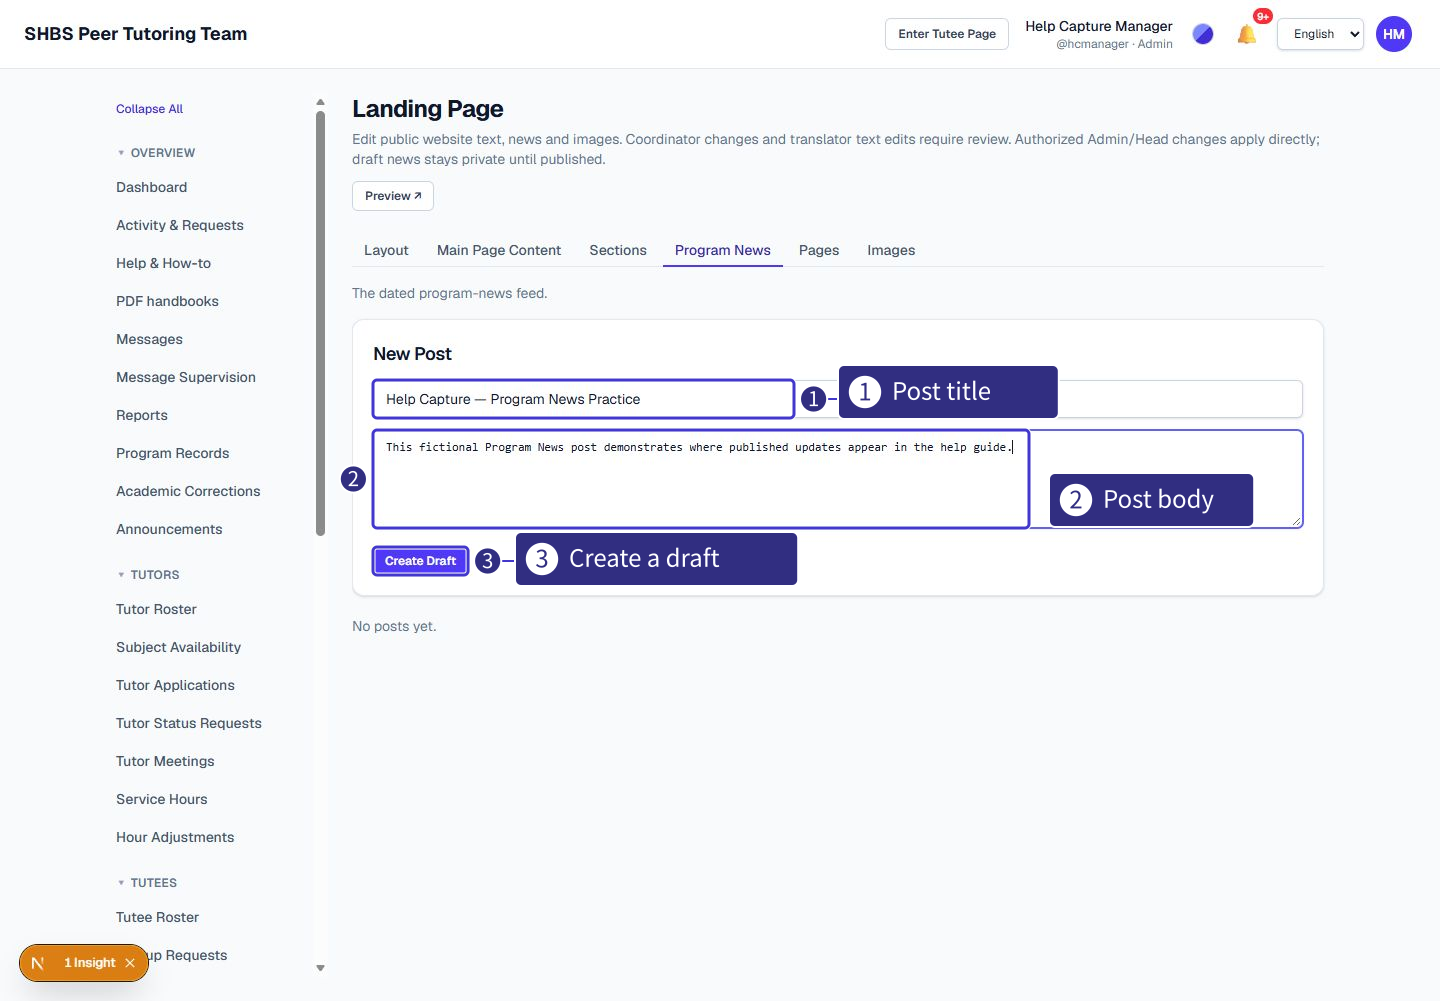 SHBS Peer Tutoring Team
Enter Tutee Page
Help Capture Manager
@hcmanager · Admin
9+
English
HM
Collapse All
OVERVIEW
Dashboard
Activity & Requests
Help & How-to
PDF handbooks
Messages
Message Supervision
Reports
Program Records
Academic Corrections
Announcements
TUTORS
Tutor Roster
Subject Availability
Tutor Applications
Tutor Status Requests
Tutor Meetings
Service Hours
Hour Adjustments
TUTEES
Tutee Roster
up Requests
N 1 Insight ×
Landing Page
Edit public website text, news and images. Coordinator changes and translator text edits require review. Authorized Admin/Head changes apply directly;
draft news stays private until published.
Preview ↗
Layout Main Page Content Sections Program News Pages Images
The dated program-news feed.
New Post
Help Capture — Program News Practice
1 1 Post title
This fictional Program News post demonstrates where published updates appear in the help guide.
2 2 Post body
Create Draft
3 3 Create a draft
No posts yet.